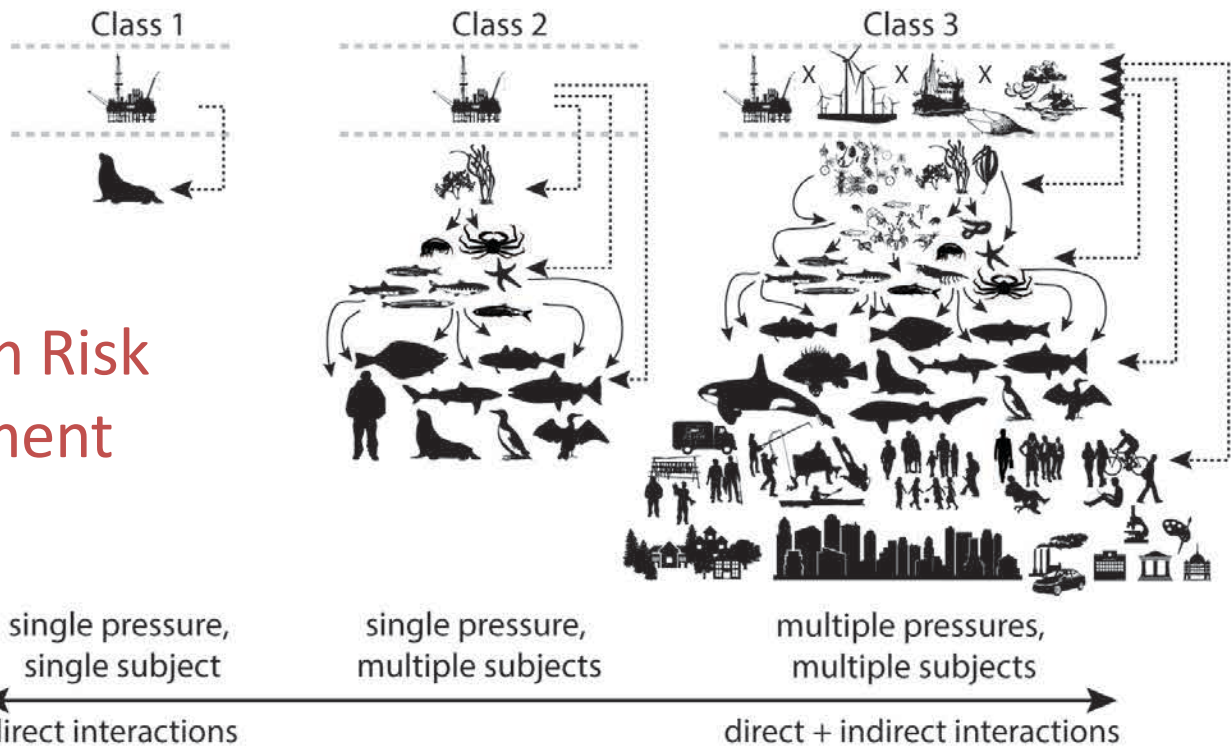 Class 1
Class 2
Class 3
X X X
n Risk
ment
single pressure,
single subject
single pressure,
multiple subjects
multiple pressures,
multiple subjects
direct interactions
direct + indirect interactions